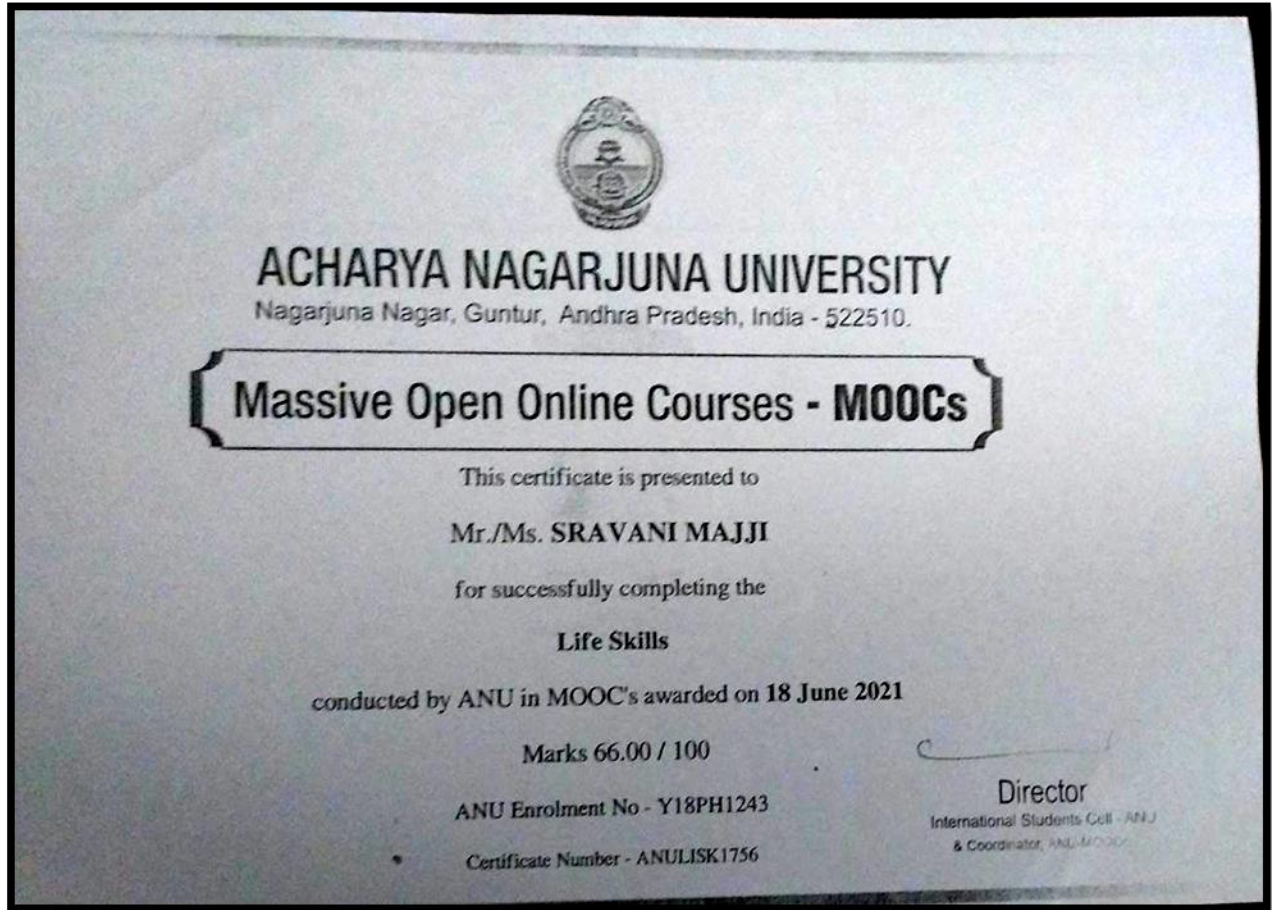 ACHARYA NAGARJUNA UNIVERSITY
Nagarjuna Nagar, Guntur, Andhra Pradesh, India - 522510.
Massive Open Online Courses - MOOCs
This certificate is presented to
Mr./Ms. SRAVANI MAJJI
for successfully completing the
Life Skills
conducted by ANU in MOOC's awarded on 18 June 2021
Marks 66.00 / 100
ANU Enrolment No - Y18PH1243
Certificate Number - ANULISK1756
Director
International Students Cell - ANU
& Coordinator, ANU-MOOCs